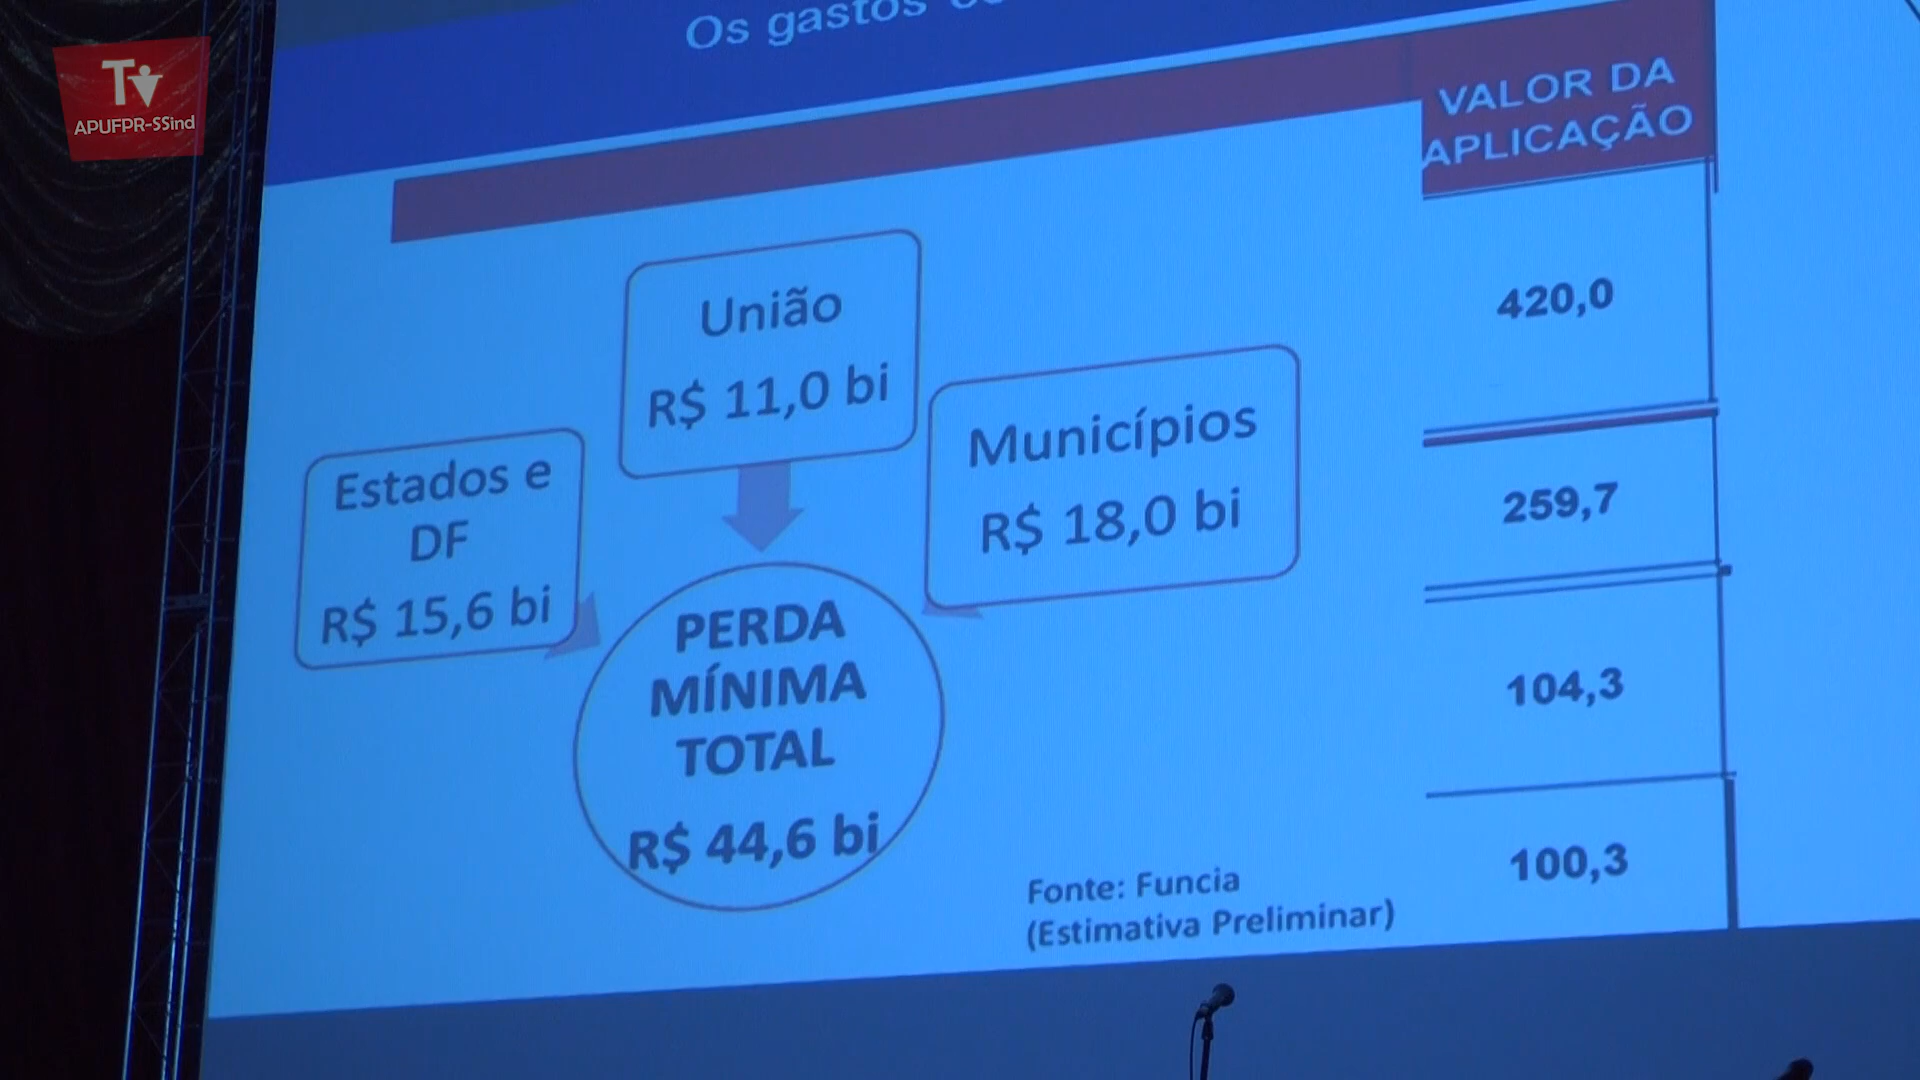 TV
APUFPR-SSind
Os gastos
VALOR DA
APLICAÇÃO
União
R$ 11,0 bi
Municípios
R$ 18,0 bi
Estados e
DF
R$ 15,6 bi
PERDA
MÍNIMA
TOTAL
R$ 44,6 bi
420,0
259,7
104,3
100,3
Fonte: Funcia
(Estimativa Preliminar)